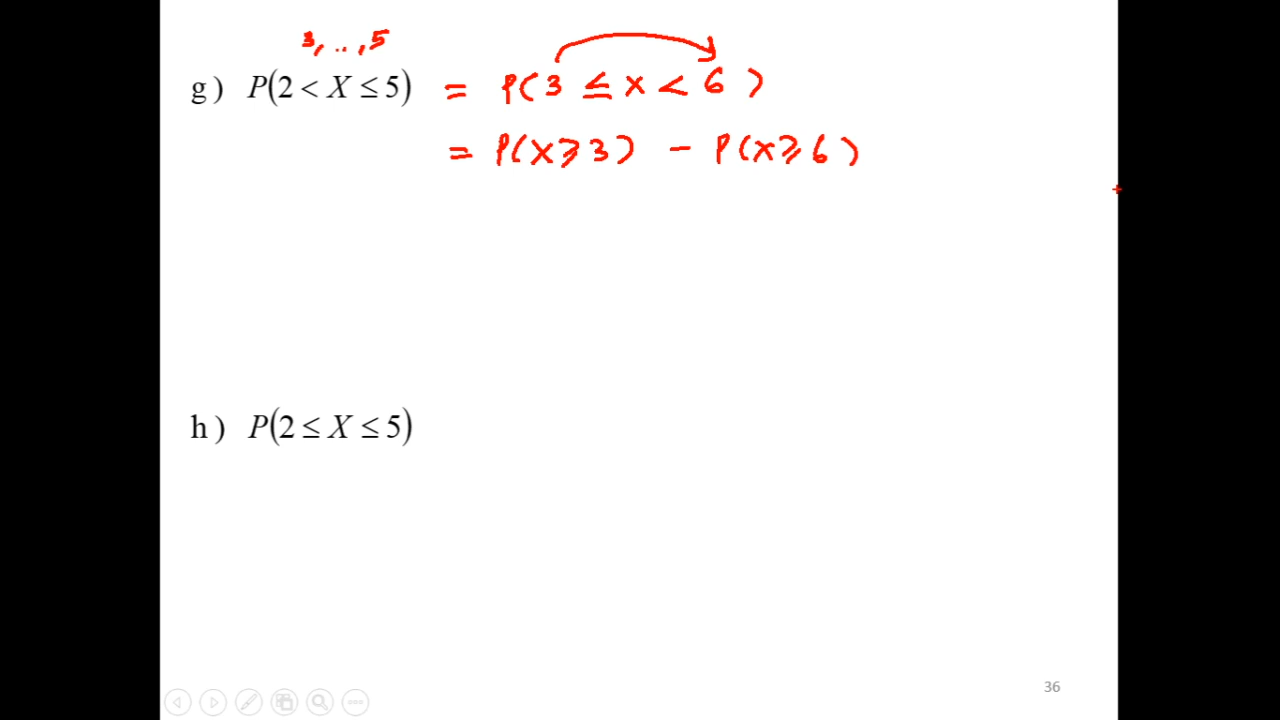 3, .. , 5
g ) P(2 < X ≤ 5) = P( 3 ≤ x < 6 )
= P(X ⩾ 3) - P(X ⩾ 6)
h ) P(2 ≤ X ≤ 5)
36